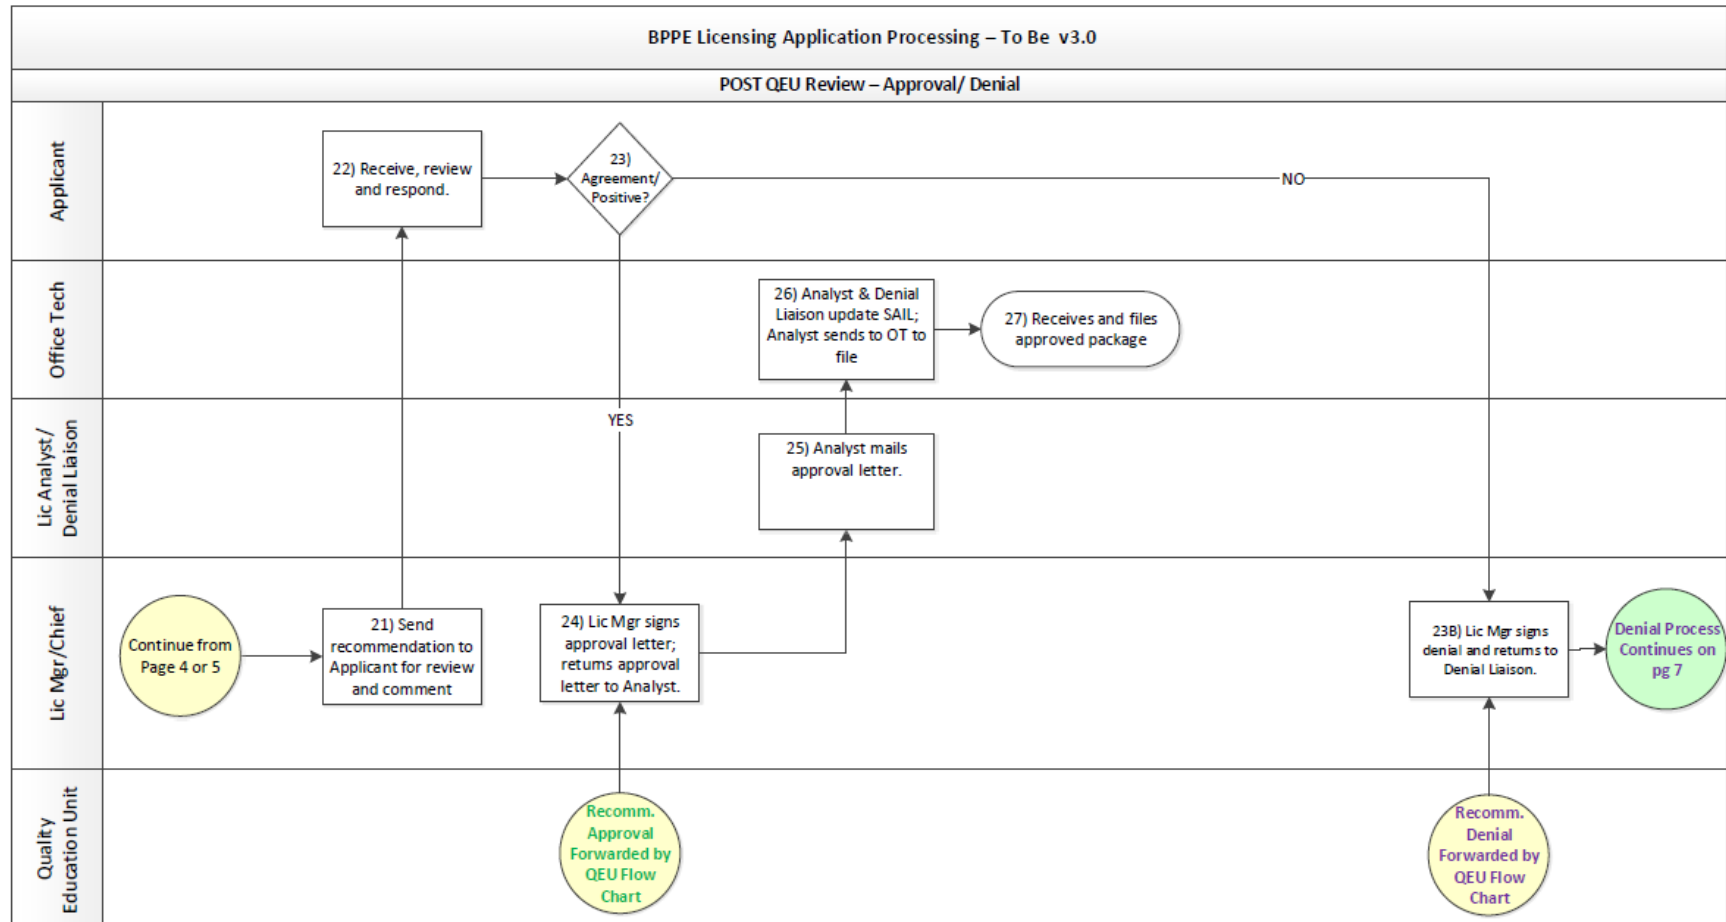 BPPE Licensing Application Processing – To Be v3.0
POST QEU Review – Approval/ Denial
Applicant
22) Receive, review
and respond.
23)
Agreement/
Positive?
NO
Office Tech
26) Analyst & Denial
Liaison update SAIL;
Analyst sends to OT to
file
27) Receives and files
approved package
YES
Lic Analyst/
Denial Liaison
25) Analyst mails
approval letter.
Lic Mgr/Chief
Continue from
Page 4 or 5
21) Send
recommendation to
Applicant for review
and comment
24) Lic Mgr signs
approval letter;
returns approval
letter to Analyst.
23B) Lic Mgr signs
denial and returns to
Denial Liaison.
Denial Process
Continues on
pg 7
Quality
Education Unit
Recomm.
Approval
Forwarded by
QEU Flow
Chart
Recomm.
Denial
Forwarded by
QEU Flow
Chart